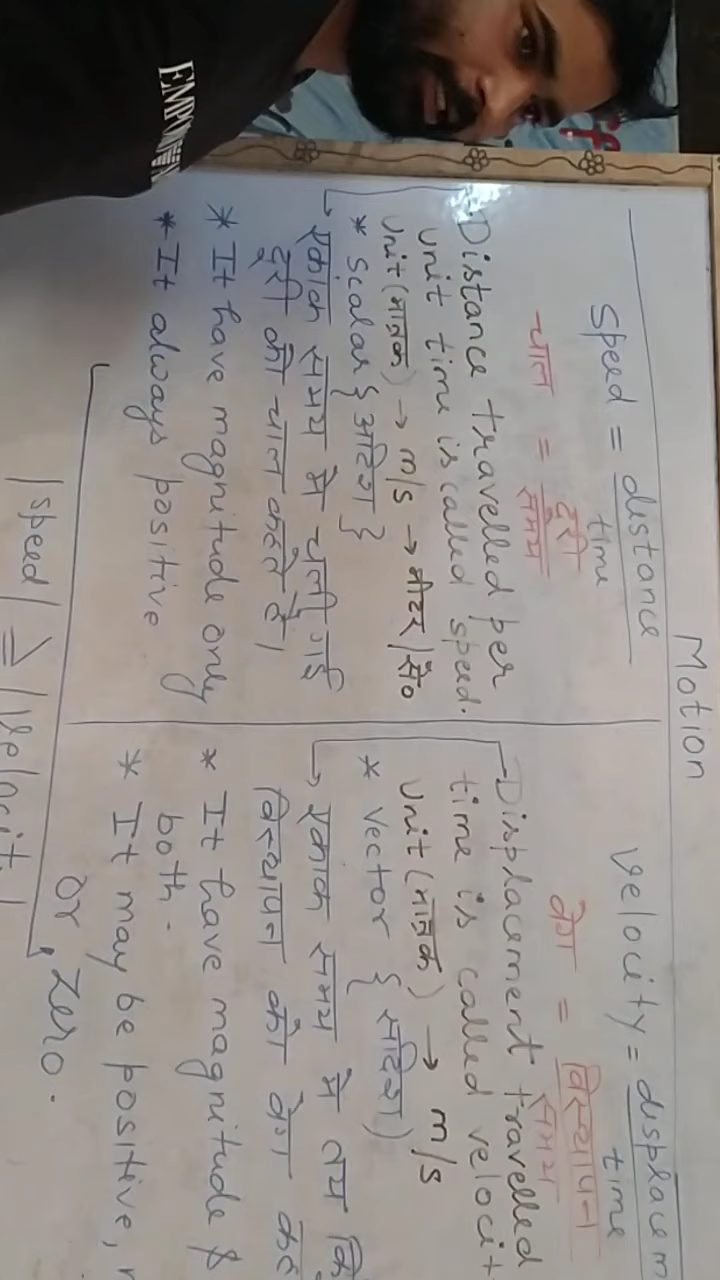 Motion
Speed = distance
time
चाल = दूरी
समय
Distance travelled per
unit time is called speed.
unit (मात्रक) → m/s → मीटर/से०
* Scalar {अदिश}
↳ एकांक समय में चली गई
दूरी को चाल कहते हैं।
* It have magnitude only
* It always positive
velocity = displacem
time
वेग = विस्थापन
समय
Displacement travelled
time is called velocit
unit (मात्रक) → m/s
* Vector {सदिश)
↳ एकांक समय में तय कि
विस्थापन को वेग कह
* It have magnitude &
both.
* It may be positive, n
or, zero.
|speed| ≥ |velocit
EMPO
if